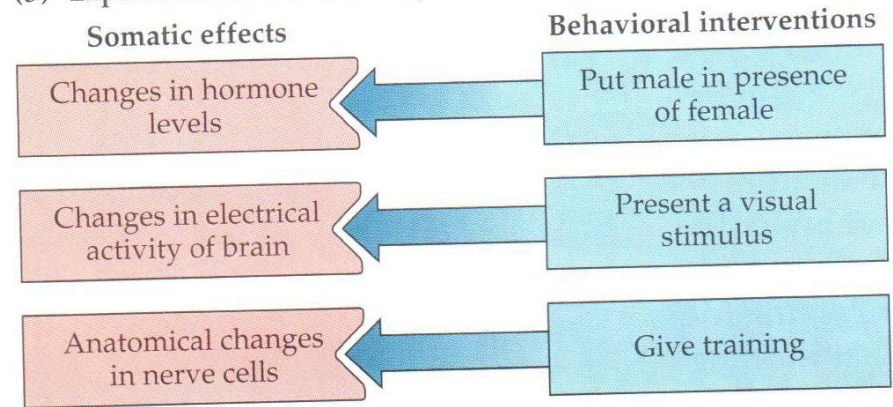 Somatic effects
Behavioral interventions
Changes in hormone
levels
Put male in presence
of female
Changes in electrical
activity of brain
Present a visual
stimulus
Anatomical changes
in nerve cells
Give training